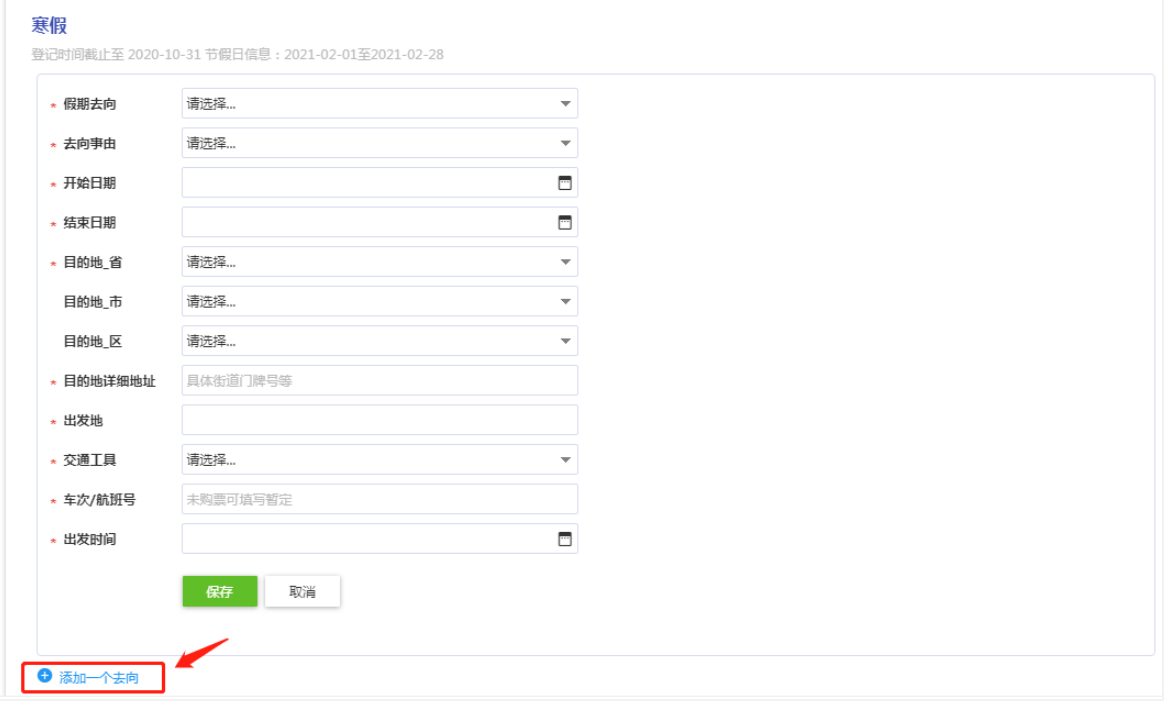 寒假
登记时间截止至 2020-10-31 节假日信息：2021-02-01至2021-02-28
* 假期去向 请选择...
* 去向事由 请选择...
* 开始日期
* 结束日期
* 目的地_省 请选择...
目的地_市 请选择...
目的地_区 请选择...
* 目的地详细地址 具体街道门牌号等
* 出发地
* 交通工具 请选择...
* 车次/航班号 未购票可填写暂定
* 出发时间
保存 取消
添加一个去向